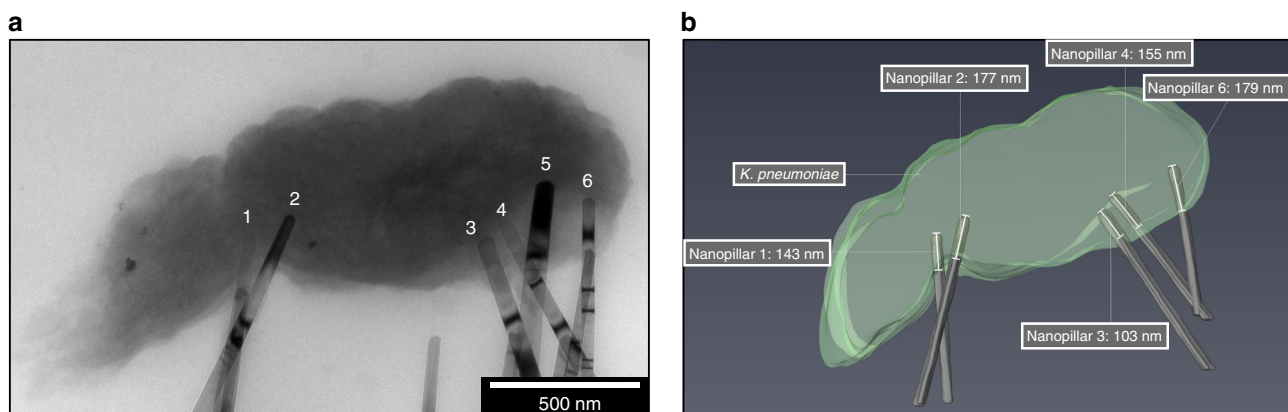 a
1
2
3
4
5
6
500 nm
b
Nanopillar 4: 155 nm
Nanopillar 2: 177 nm
Nanopillar 6: 179 nm
K. pneumoniae
Nanopillar 1: 143 nm
Nanopillar 3: 103 nm